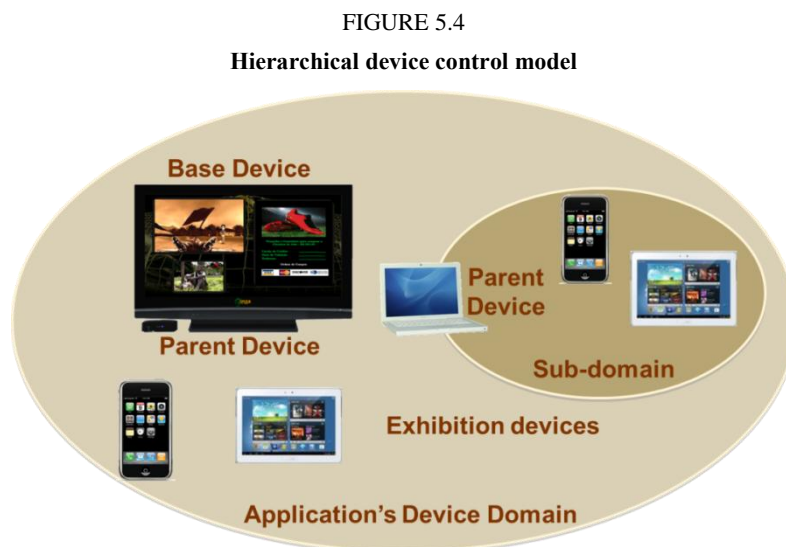 FIGURE 5.4
Hierarchical device control model
Base Device
Parent Device
Parent
Device
Sub-domain
Exhibition devices
Application's Device Domain